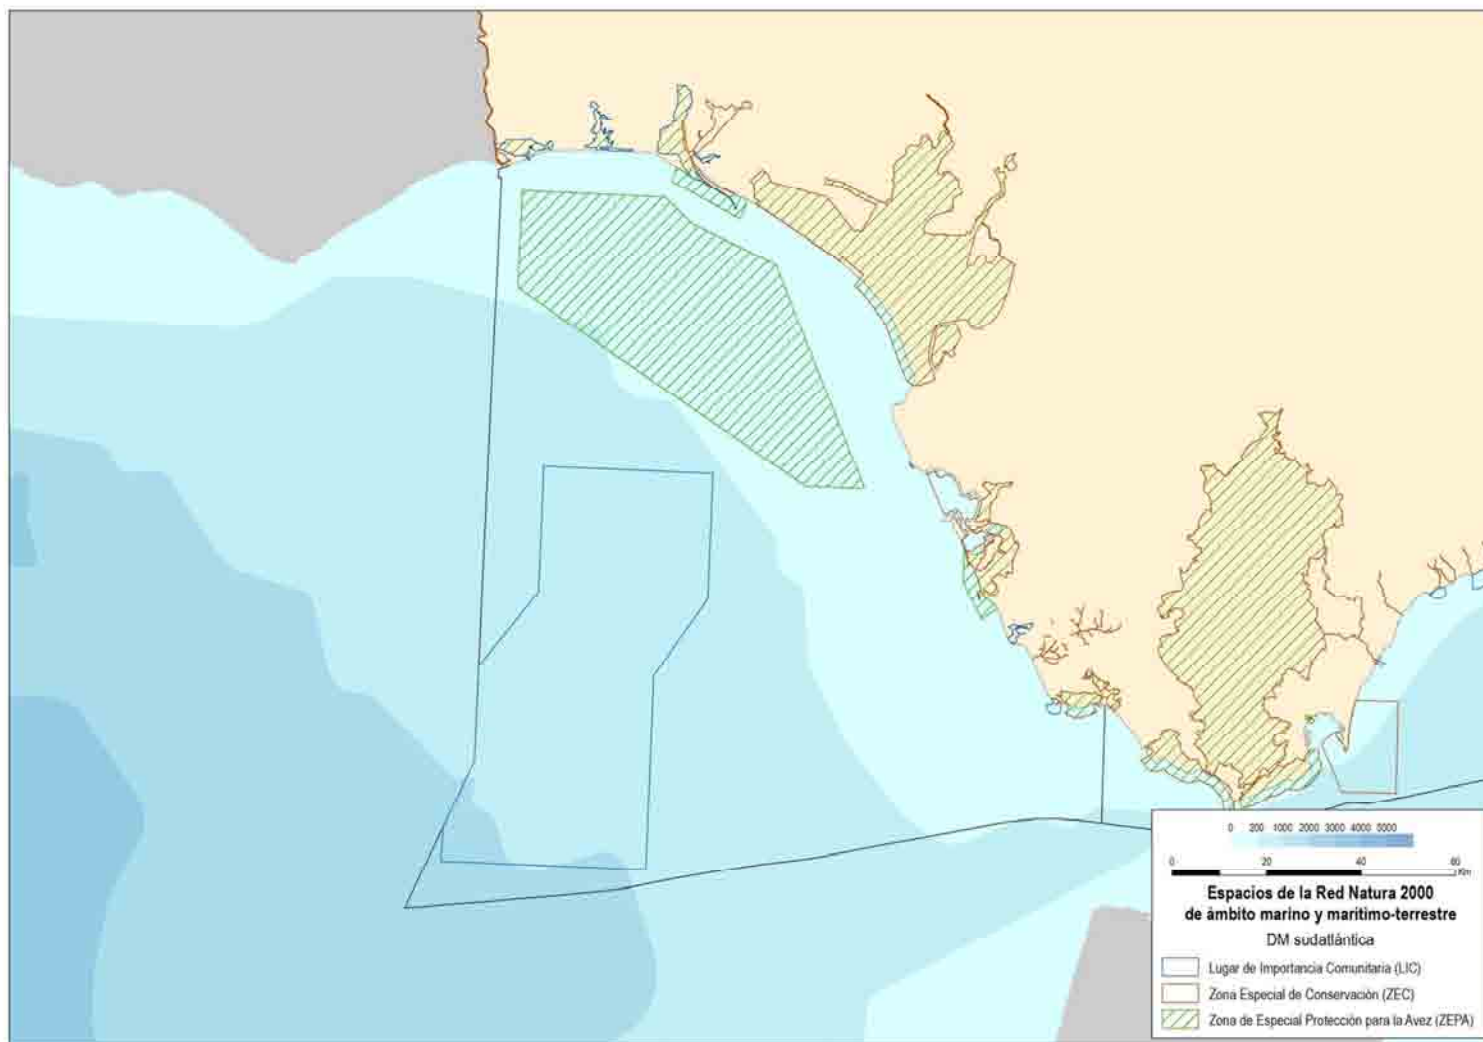 0 200 1000 2000 3000 4000 5000
0 20 40 60
Km
Espacios de la Red Natura 2000
de ámbito marino y marítimo-terrestre
DM sudatlántica
Lugar de Importancia Comunitaria (LIC)
Zona Especial de Conservación (ZEC)
Zona de Especial Protección para la Avez (ZEPA)